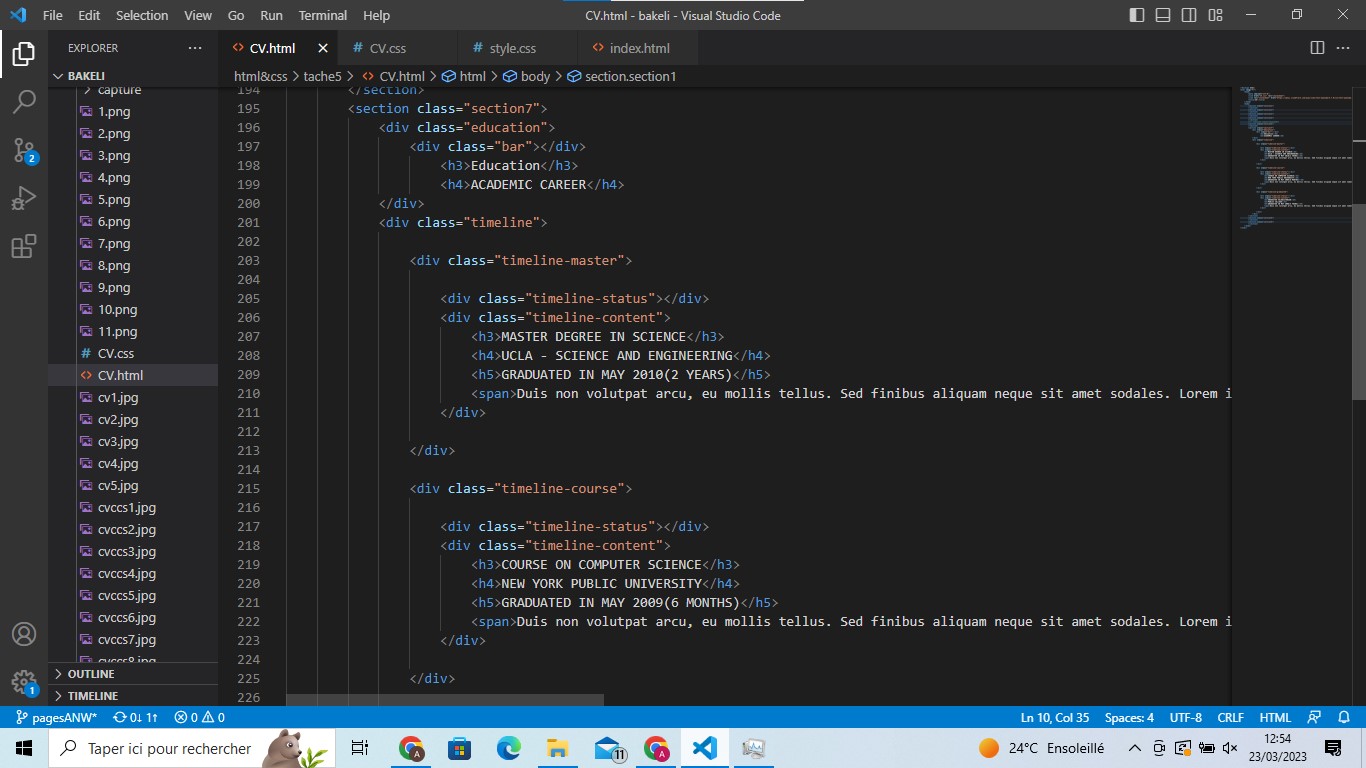 File Edit Selection View Go Run Terminal Help
CV.html - bakeli - Visual Studio Code
EXPLORER
CV.html
# CV.css
# style.css
index.html
BAKELI
html&css > tache5 > CV.html > html > body > section.section1
capture
1.png
2.png
3.png
4.png
5.png
6.png
7.png
8.png
9.png
10.png
11.png
# CV.css
CV.html
cv1.jpg
cv2.jpg
cv3.jpg
cv4.jpg
cv5.jpg
cvccs1.jpg
cvccs2.jpg
cvccs3.jpg
cvccs4.jpg
cvccs5.jpg
cvccs6.jpg
cvccs7.jpg
cvccs8.jpg
OUTLINE
TIMELINE
2
1
194 </section>
195 <section class="section7">
196 <div class="education">
197 <div class="bar"></div>
198 <h3>Education</h3>
199 <h4>ACADEMIC CAREER</h4>
200 </div>
201 <div class="timeline">
202
203 <div class="timeline-master">
204
205 <div class="timeline-status"></div>
206 <div class="timeline-content">
207 <h3>MASTER DEGREE IN SCIENCE</h3>
208 <h4>UCLA - SCIENCE AND ENGINEERING</h4>
209 <h5>GRADUATED IN MAY 2010(2 YEARS)</h5>
210 <span>Duis non volutpat arcu, eu mollis tellus. Sed finibus aliquam neque sit amet sodales. Lorem i
211 </div>
212
213 </div>
214
215 <div class="timeline-course">
216
217 <div class="timeline-status"></div>
218 <div class="timeline-content">
219 <h3>COURSE ON COMPUTER SCIENCE</h3>
220 <h4>NEW YORK PUBLIC UNIVERSITY</h4>
221 <h5>GRADUATED IN MAY 2009(6 MONTHS)</h5>
222 <span>Duis non volutpat arcu, eu mollis tellus. Sed finibus aliquam neque sit amet sodales. Lorem i
223 </div>
224
225 </div>
226
pagesANW* 0↓ 1↑ 0 0
Ln 10, Col 35 Spaces: 4 UTF-8 CRLF HTML
Taper ici pour rechercher
A
11
A
24°C Ensoleillé
12:54
23/03/2023